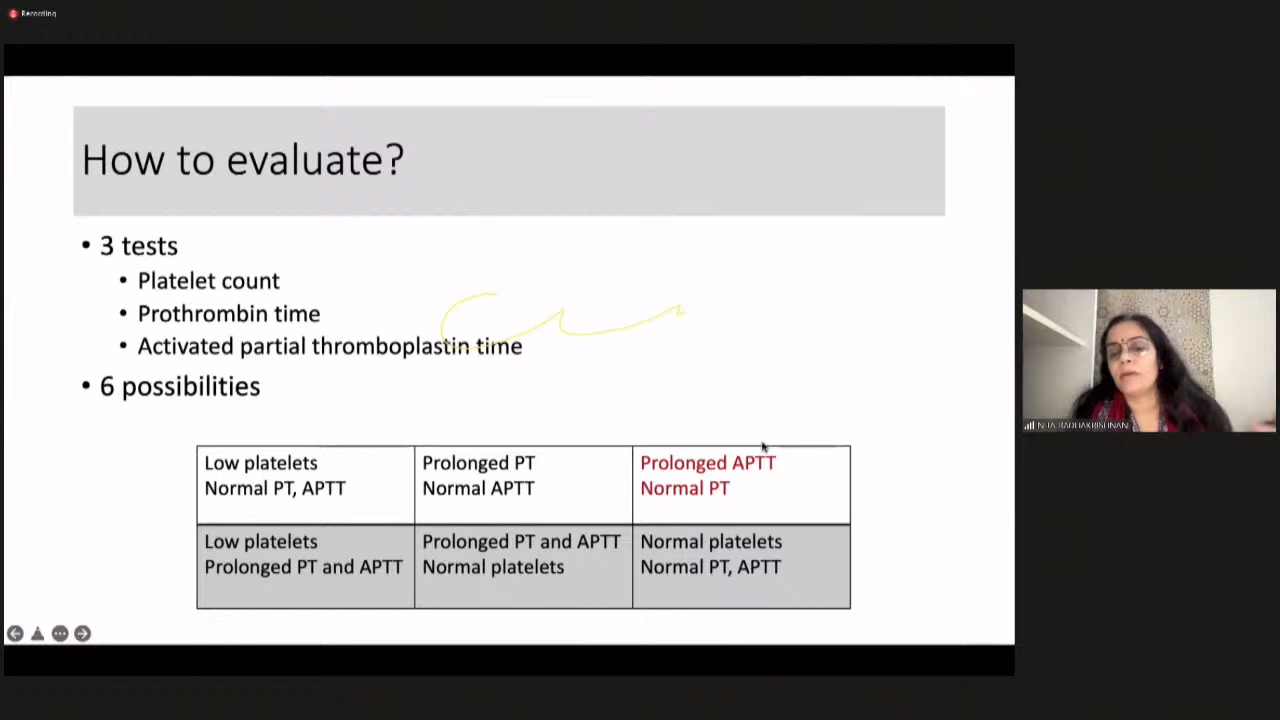 Recording
How to evaluate?
• 3 tests
• Platelet count
• Prothrombin time
• Activated partial thromboplastin time
• 6 possibilities
Low platelets
Normal PT, APTT
Prolonged PT
Normal APTT
Prolonged APTT
Normal PT
Low platelets
Prolonged PT and APTT
Prolonged PT and APTT
Normal platelets
Normal platelets
Normal PT, APTT
NITA RADHAKRISHNAN